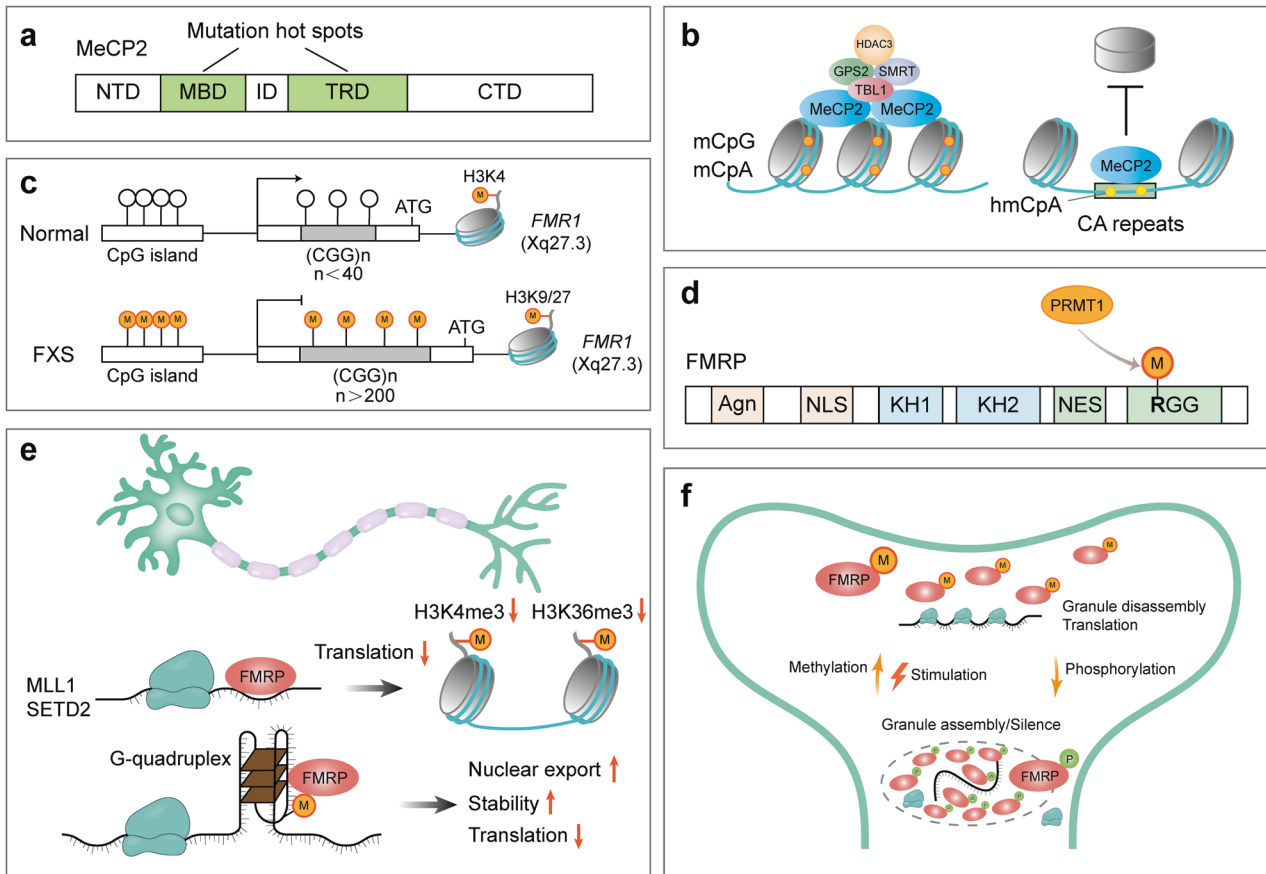 a
Mutation hot spots
MeCP2
NTD
MBD
ID
TRD
CTD
b
HDAC3
GPS2
SMRT
TBL1
MeCP2
MeCP2
mCpG
mCpA
MeCP2
hmCpA
CA repeats
c
Normal
CpG island
(CGG)n
n<40
ATG
H3K4
M
FMR1
(Xq27.3)
FXS
M
M
M
M
CpG island
M
M
M
M
(CGG)n
n>200
ATG
H3K9/27
M
FMR1
(Xq27.3)
d
PRMT1
M
FMRP
Agn
NLS
KH1
KH2
NES
RGG
e
MLL1
SETD2
FMRP
Translation ↓
H3K4me3 ↓
H3K36me3 ↓
M
M
G-quadruplex
FMRP
M
Nuclear export ↑
Stability ↑
Translation ↓
f
FMRP
M
M
M
M
M
Granule disassembly
Translation
Methylation
Stimulation
Phosphorylation
Granule assembly/Silence
P
P
P
P
P
P
P
P
P
P
P
FMRP
P